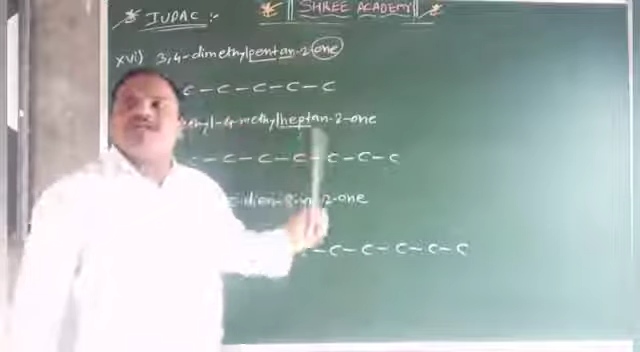 * IUPAC :-
* || SHREE ACADEMY || *
xvi) 3,4-dimethylpentan-2-one
C - C - C - C - C
-4-methylheptan-2-one
- C - C - C - C - C - C
-2-one
- C - C - C - C - C